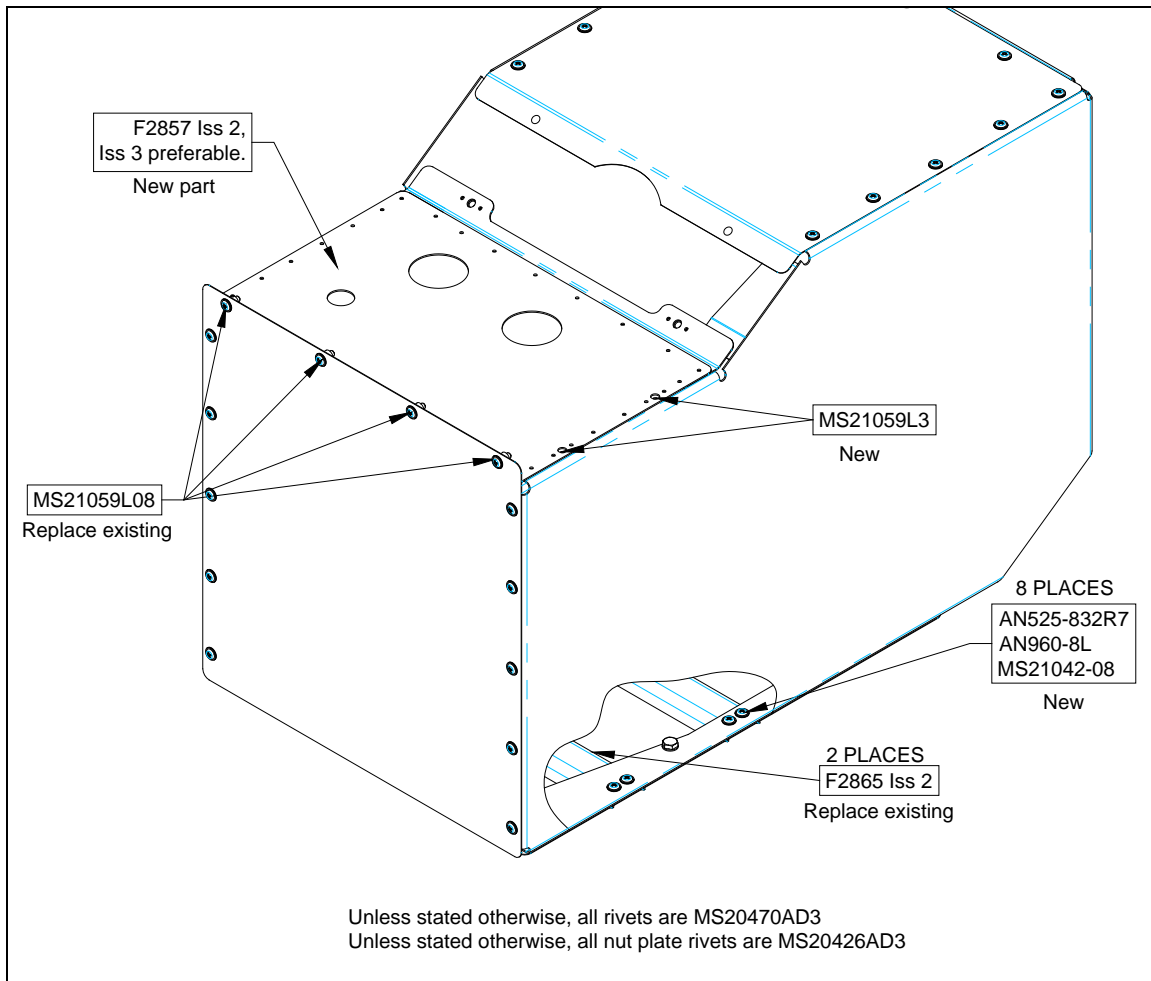 F2857 Iss 2,
Iss 3 preferable.
New part
MS21059L3
New
MS21059L08
Replace existing
8 PLACES
AN525-832R7
AN960-8L
MS21042-08
New
2 PLACES
F2865 Iss 2
Replace existing
Unless stated otherwise, all rivets are MS20470AD3
Unless stated otherwise, all nut plate rivets are MS20426AD3